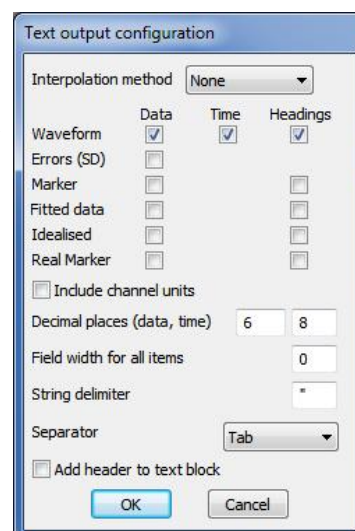 Text output configuration
Interpolation method None
Data Time Headings
Waveform
Errors (SD)
Marker
Fitted data
Idealised
Real Marker
Include channel units
Decimal places (data, time) 6 8
Field width for all items 0
String delimiter "
Separator Tab
Add header to text block
OK Cancel